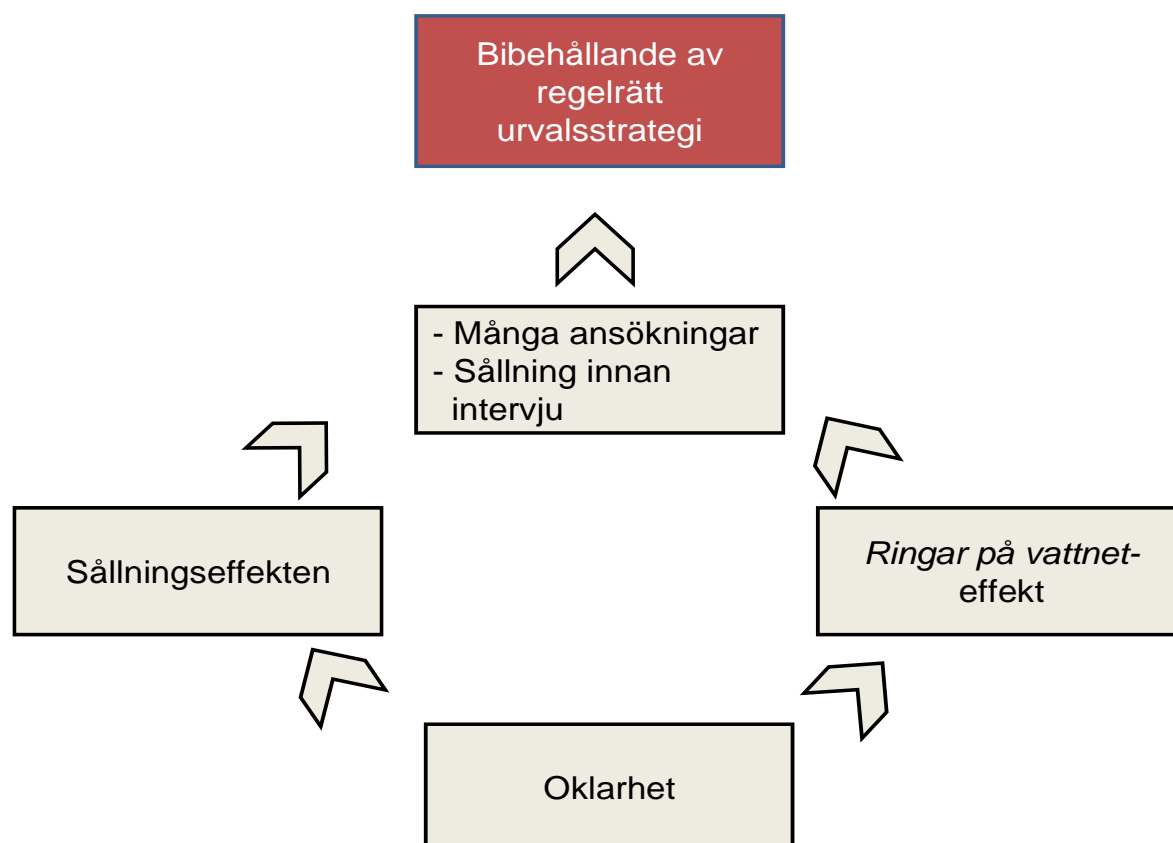 Bibehållande av
regelrätt
urvalsstrategi
- Många ansökningar
- Sållning innan
intervju
Sållningseffekten
Ringar på vattnet-
effekt
Oklarhet